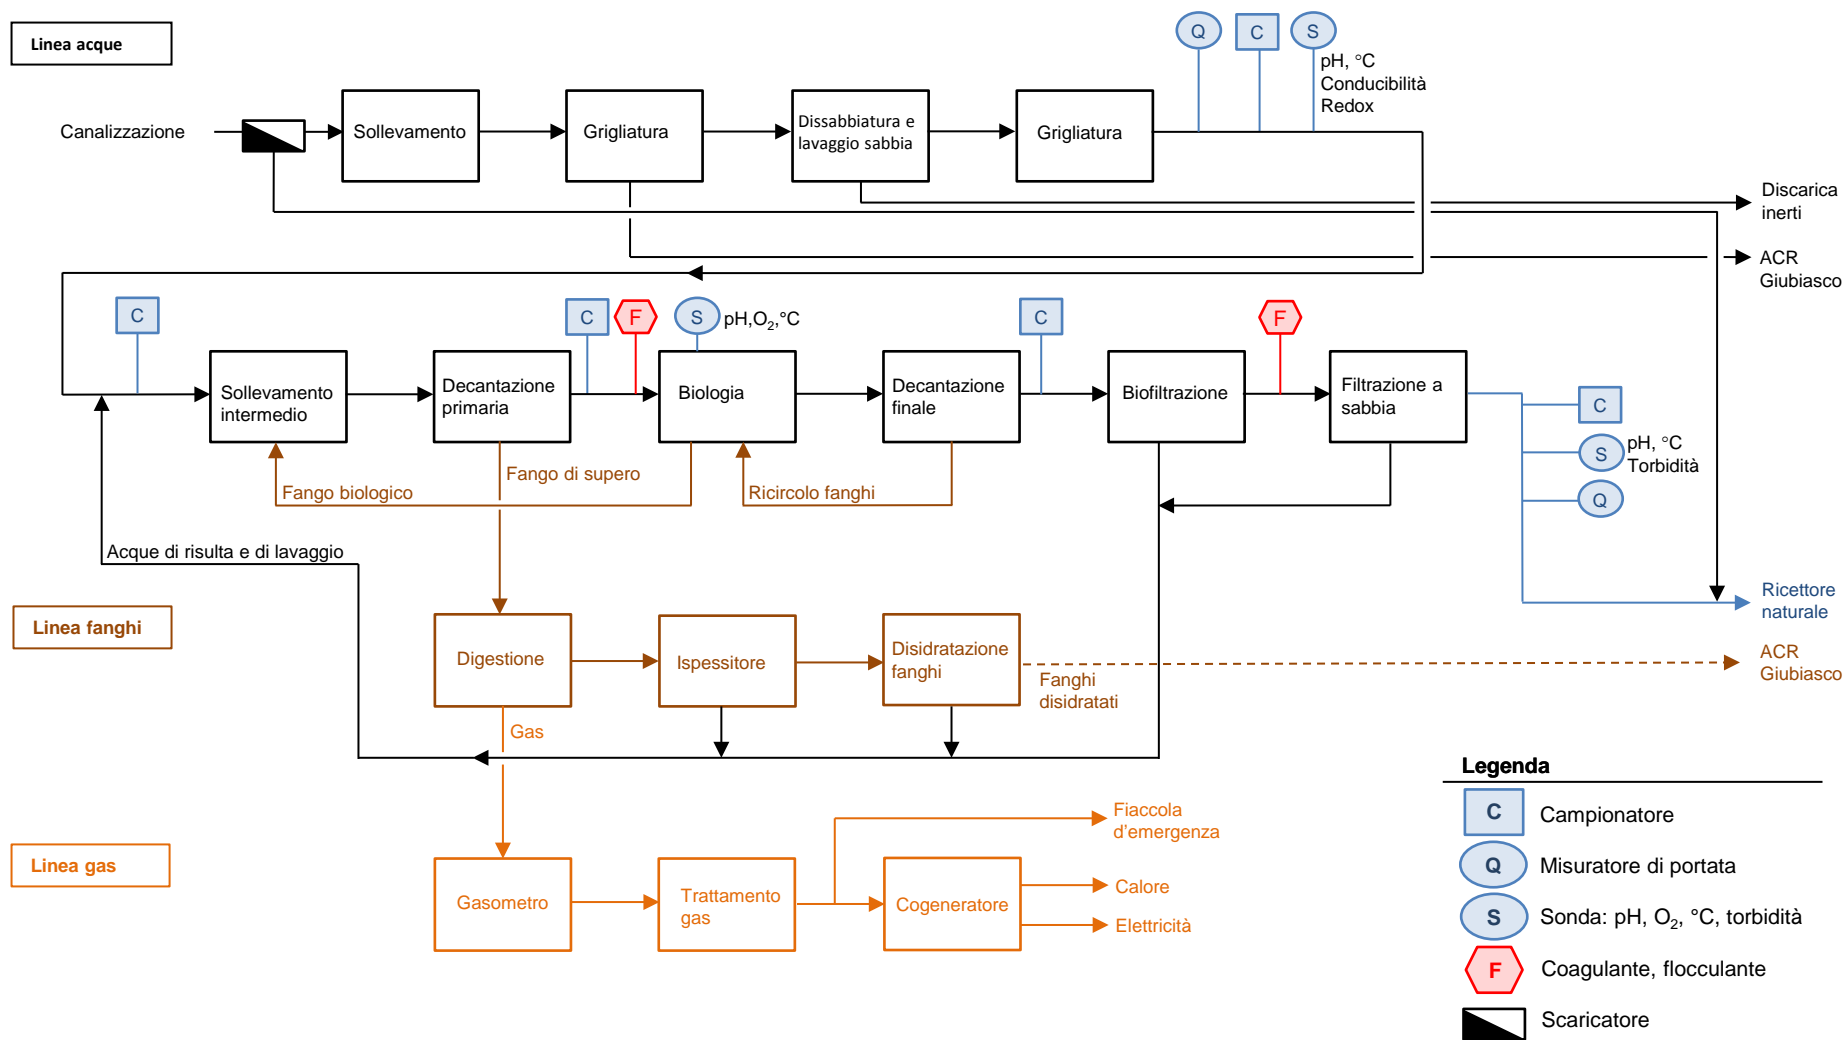 Linea acque
Q
C
S
pH, °C
Conducibilità
Redox
Canalizzazione
Sollevamento
Grigliatura
Dissabbiatura e
lavaggio sabbia
Grigliatura
Discarica
inerti
ACR
Giubiasco
C
C
F
S
pH,O₂,°C
C
F
Sollevamento
intermedio
Decantazione
primaria
Biologia
Decantazione
finale
Biofiltrazione
Filtrazione a
sabbia
C
S
pH, °C
Torbidità
Q
Fango di supero
Fango biologico
Ricircolo fanghi
Acque di risulta e di lavaggio
Ricettore
naturale
Linea fanghi
Digestione
Ispessitore
Disidratazione
fanghi
Fanghi
disidratati
ACR
Giubiasco
Gas
Linea gas
Gasometro
Trattamento
gas
Cogeneratore
Fiaccola
d'emergenza
Calore
Elettricità
Legenda
C
Campionatore
Q
Misuratore di portata
S
Sonda: pH, O₂, °C, torbidità
F
Coagulante, flocculante
Scaricatore